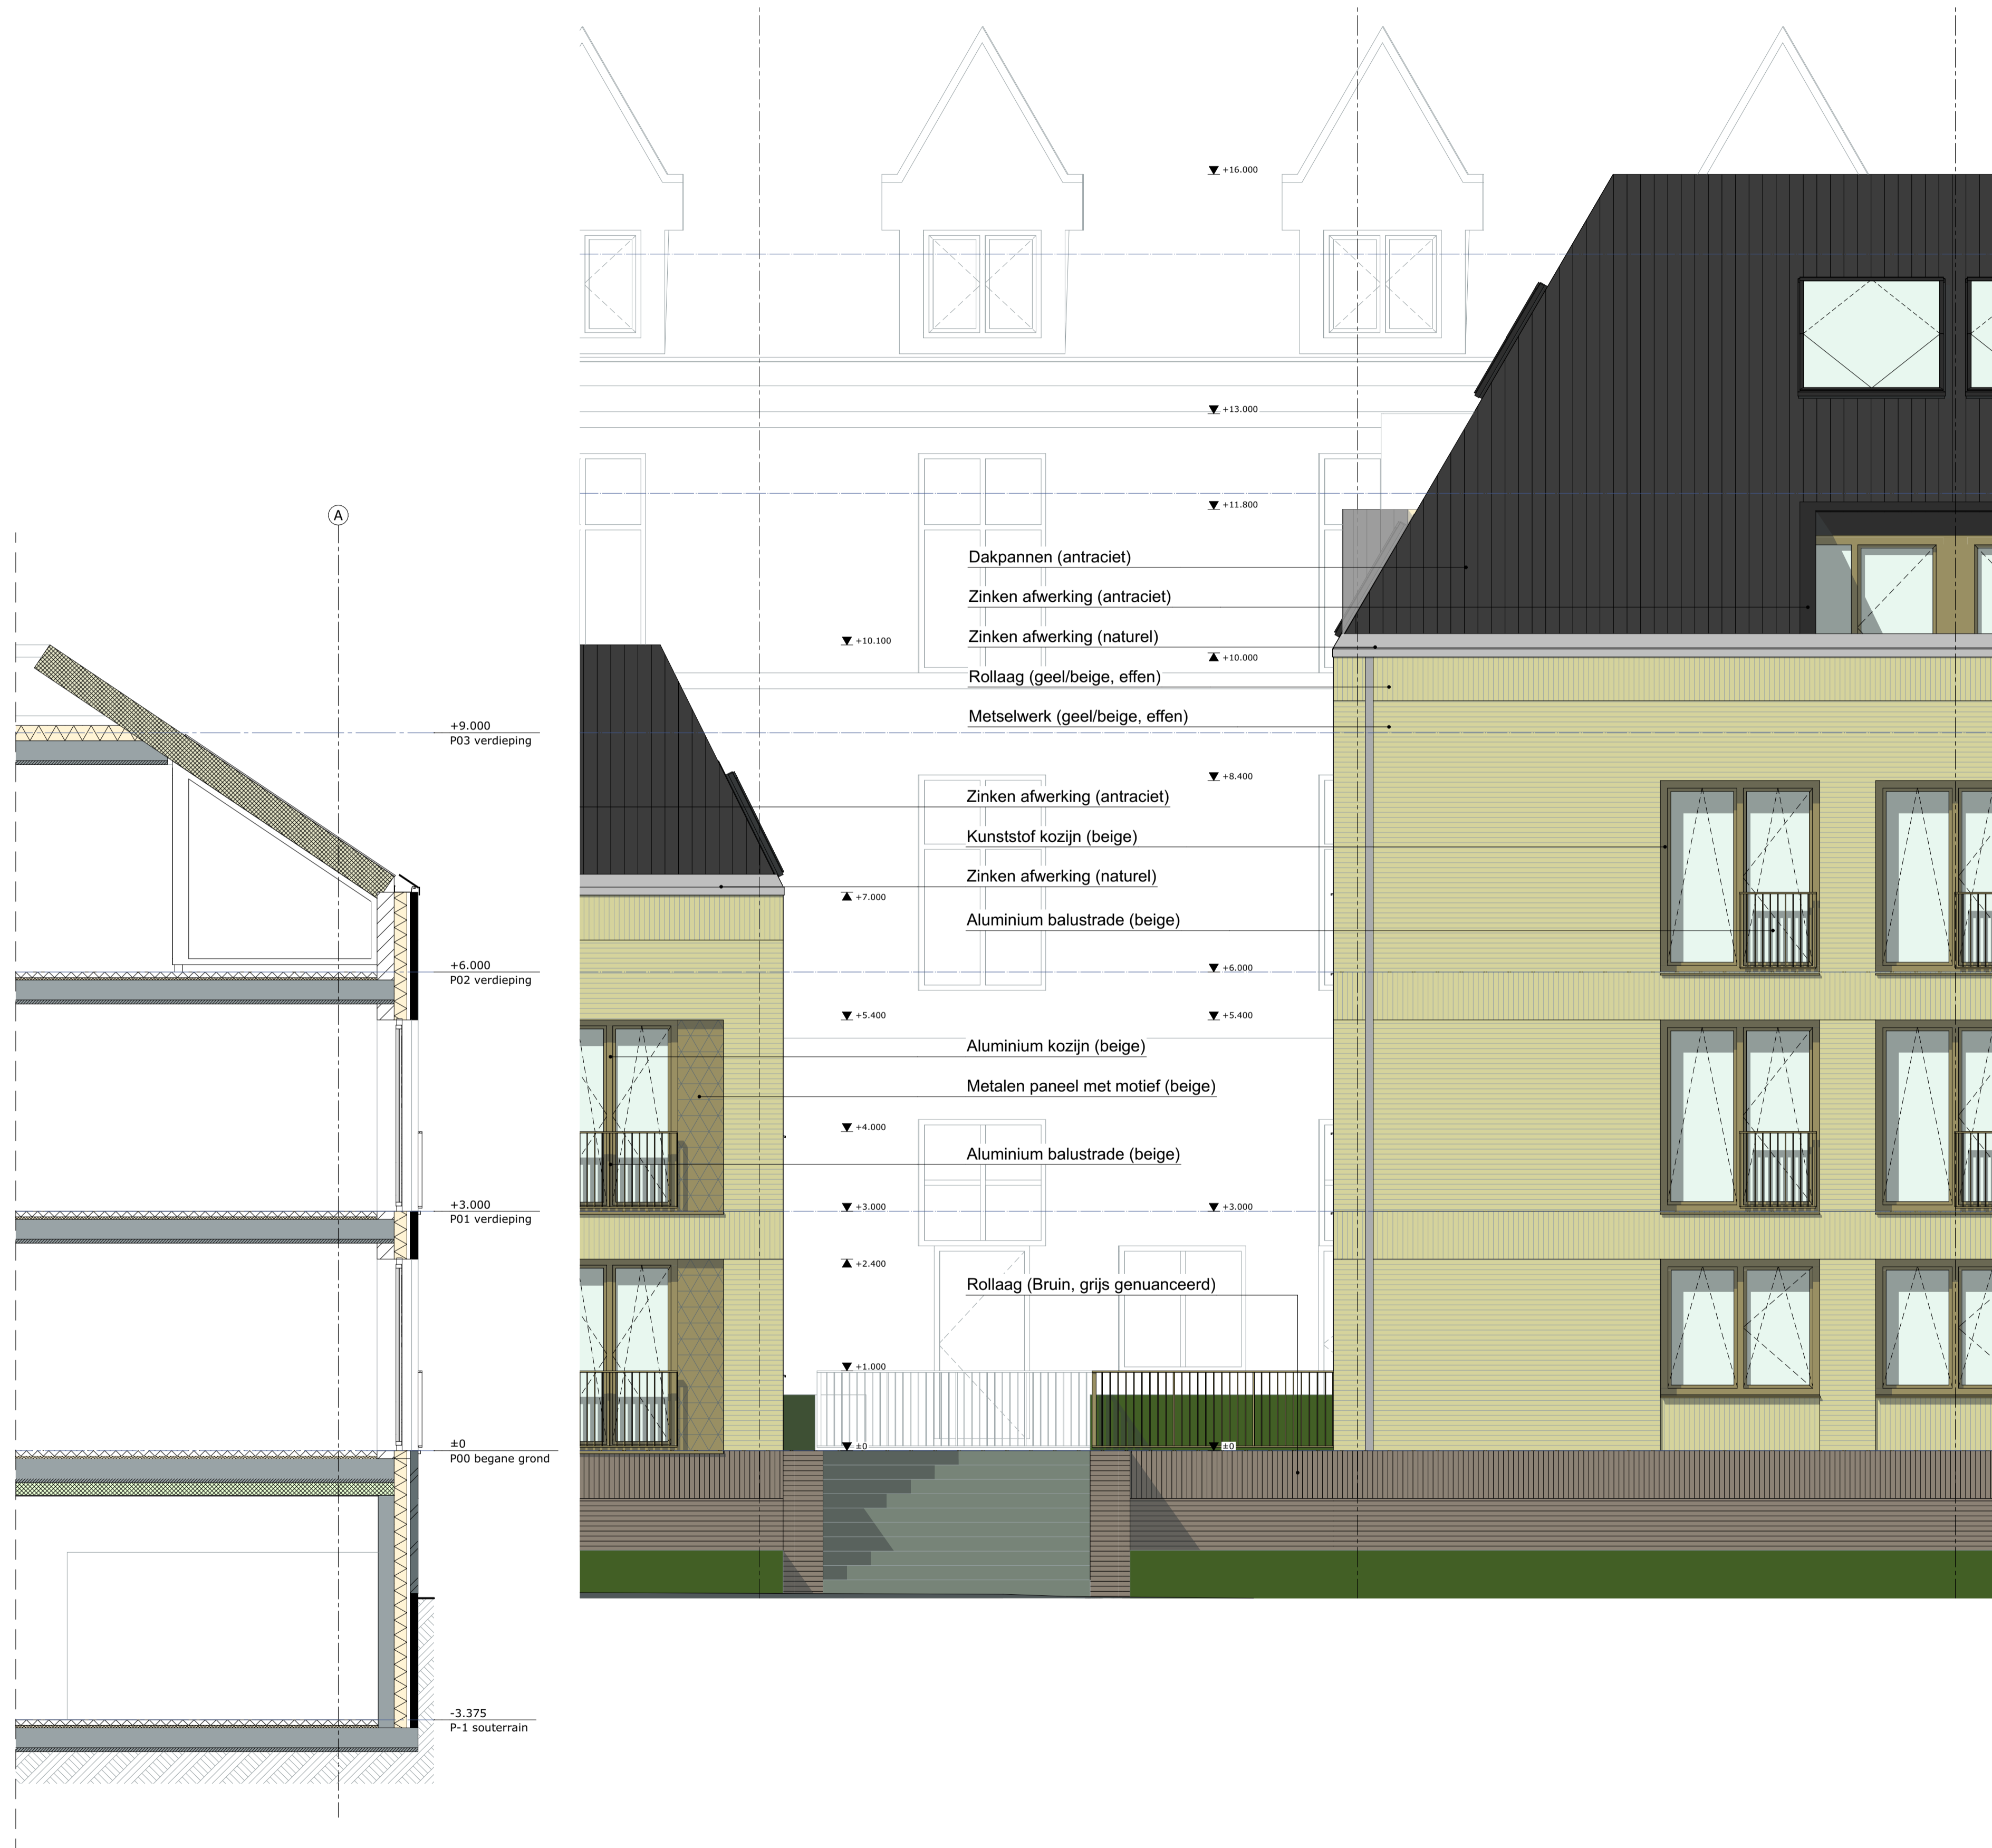 A
+9.000
P03 verdieping
+6.000
P02 verdieping
+3.000
P01 verdieping
±0
P00 begane grond
-3.375
P-1 souterrain
+16.000
+13.000
+11.800
Dakpannen (antraciet)
Zinken afwerking (antraciet)
+10.100
Zinken afwerking (naturel)
+10.000
Rollaag (geel/beige, effen)
Metselwerk (geel/beige, effen)
+8.400
Zinken afwerking (antraciet)
Kunststof kozijn (beige)
Zinken afwerking (naturel)
+7.000
Aluminium balustrade (beige)
+6.000
+5.400
+5.400
Aluminium kozijn (beige)
Metalen paneel met motief (beige)
+4.000
Aluminium balustrade (beige)
+3.000
+3.000
+2.400
Rollaag (Bruin, grijs genuanceerd)
+1.000
±0
±0